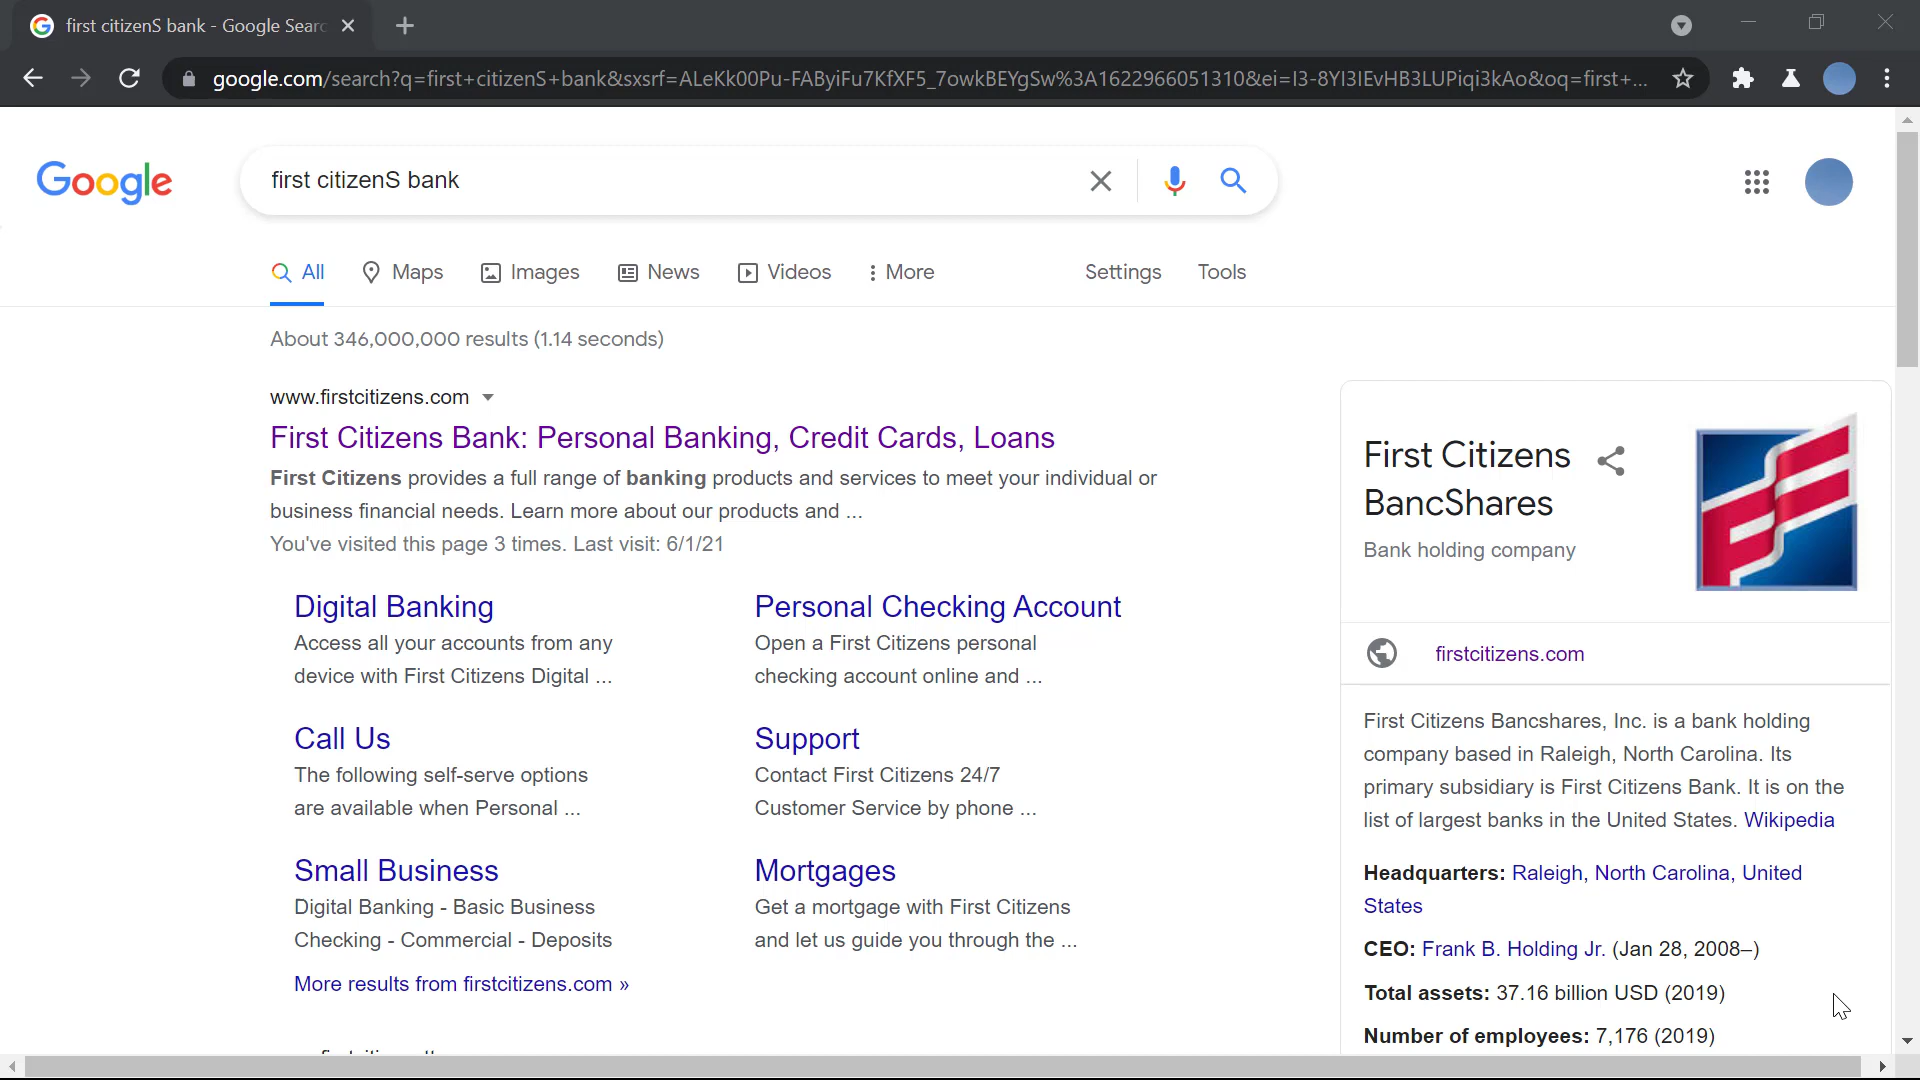 first citizenS bank - Google Sear
google.com/search?q=first+citizenS+bank&sxsrf=ALeKk00Pu-FAByiFu7KfXF5_7owkBEYgSw%3A1622966051310&ei=I3-8YI3IEvHB3LUPiqi3kAo&oq=first+...
Google
first citizenS bank
All
Maps
Images
News
Videos
More
Settings
Tools
About 346,000,000 results (1.14 seconds)
www.firstcitizens.com
First Citizens Bank: Personal Banking, Credit Cards, Loans
First Citizens provides a full range of banking products and services to meet your individual or
business financial needs. Learn more about our products and ...
You've visited this page 3 times. Last visit: 6/1/21
Digital Banking
Access all your accounts from any
device with First Citizens Digital ...
Personal Checking Account
Open a First Citizens personal
checking account online and ...
Call Us
The following self-serve options
are available when Personal ...
Support
Contact First Citizens 24/7
Customer Service by phone ...
Small Business
Digital Banking - Basic Business
Checking - Commercial - Deposits
Mortgages
Get a mortgage with First Citizens
and let us guide you through the ...
More results from firstcitizens.com »
First Citizens
BancShares
Bank holding company
firstcitizens.com
First Citizens Bancshares, Inc. is a bank holding
company based in Raleigh, North Carolina. Its
primary subsidiary is First Citizens Bank. It is on the
list of largest banks in the United States. Wikipedia
Headquarters: Raleigh, North Carolina, United
States
CEO: Frank B. Holding Jr. (Jan 28, 2008–)
Total assets: 37.16 billion USD (2019)
Number of employees: 7,176 (2019)